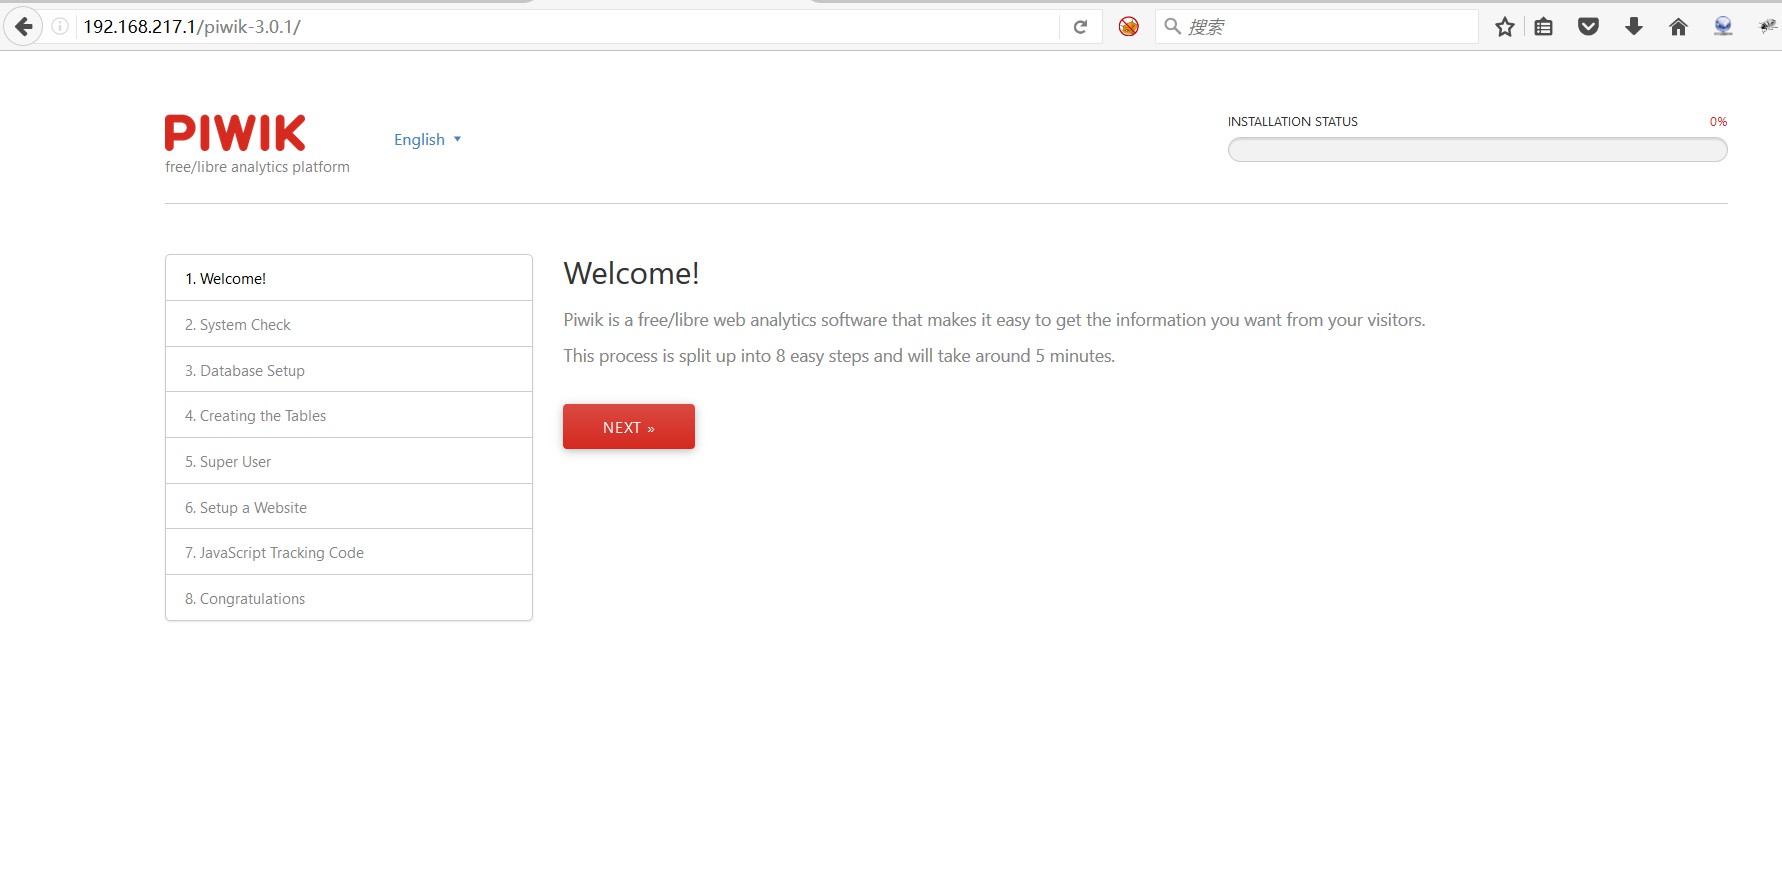 192.168.217.1/piwik-3.0.1/
搜索
PIWIK
free/libre analytics platform
English
INSTALLATION STATUS
0%
1. Welcome!
2. System Check
3. Database Setup
4. Creating the Tables
5. Super User
6. Setup a Website
7. JavaScript Tracking Code
8. Congratulations
Welcome!
Piwik is a free/libre web analytics software that makes it easy to get the information you want from your visitors.
This process is split up into 8 easy steps and will take around 5 minutes.
NEXT »